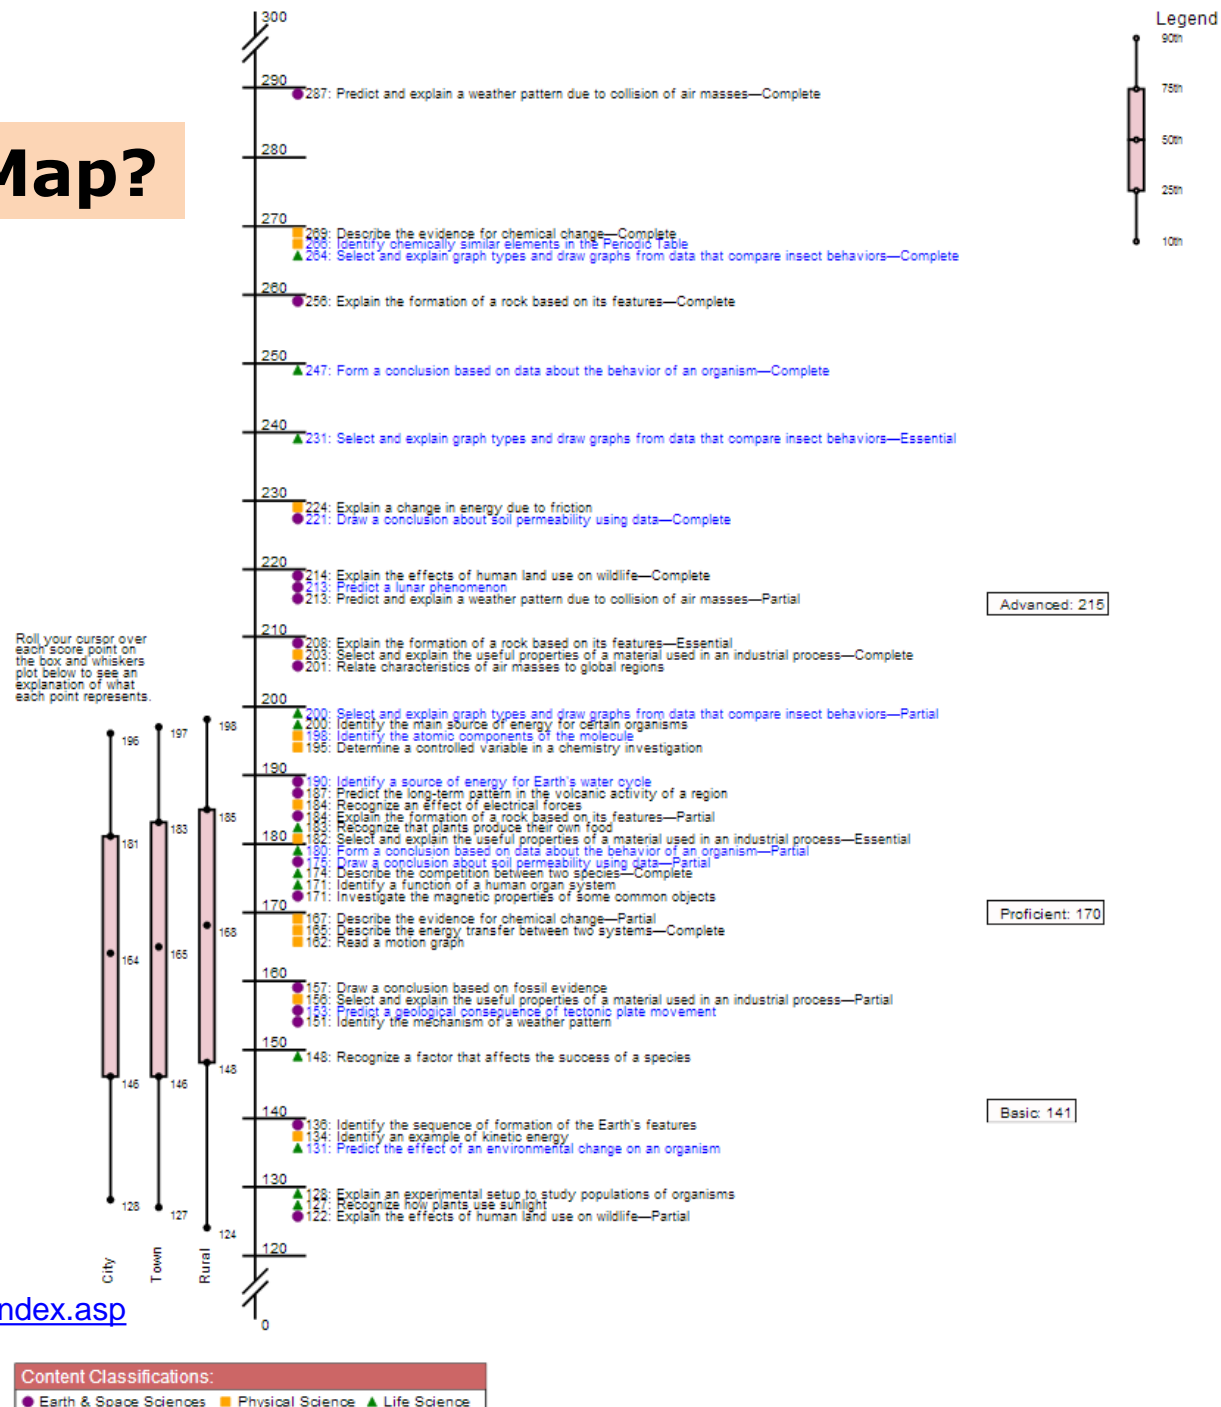 300
Legend
90th
75th
50th
25th
10th
Map?
290
287: Predict and explain a weather pattern due to collision of air masses—Complete
280
270
269: Describe the evidence for chemical change—Complete
266: Identify chemically similar elements in the Periodic Table
264: Select and explain graph types and draw graphs from data that compare insect behaviors—Complete
260
256: Explain the formation of a rock based on its features—Complete
250
247: Form a conclusion based on data about the behavior of an organism—Complete
240
231: Select and explain graph types and draw graphs from data that compare insect behaviors—Essential
230
224: Explain a change in energy due to friction
221: Draw a conclusion about soil permeability using data—Complete
220
214: Explain the effects of human land use on wildlife—Complete
213: Predict a lunar phenomenon
213: Predict and explain a weather pattern due to collision of air masses—Partial
Advanced: 215
210
208: Explain the formation of a rock based on its features—Essential
203: Select and explain the useful properties of a material used in an industrial process—Complete
201: Relate characteristics of air masses to global regions
Roll your cursor over
each score point on
the box and whiskers
plot below to see an
explanation of what
each point represents.
200
200: Select and explain graph types and draw graphs from data that compare insect behaviors—Partial
200: Identify the main source of energy for certain organisms
198: Identify the atomic components of the molecule
195: Determine a controlled variable in a chemistry investigation
190
190: Identify a source of energy for Earth's water cycle
187: Predict the long-term pattern in the volcanic activity of a region
184: Recognize an effect of electrical forces
184: Explain the formation of a rock based on its features—Partial
183: Recognize that plants produce their own food
182: Select and explain the useful properties of a material used in an industrial process—Essential
180
180: Form a conclusion based on data about the behavior of an organism—Partial
175: Draw a conclusion about soil permeability using data—Partial
174: Describe the competition between two species—Complete
171: Identify a function of a human organ system
171: Investigate the magnetic properties of some common objects
170
Proficient: 170
167: Describe the evidence for chemical change—Partial
165: Describe the energy transfer between two systems—Complete
162: Read a motion graph
160
157: Draw a conclusion based on fossil evidence
156: Select and explain the useful properties of a material used in an industrial process—Partial
153: Predict a geological consequence of tectonic plate movement
151: Identify the mechanism of a weather pattern
150
148: Recognize a factor that affects the success of a species
140
Basic: 141
136: Identify the sequence of formation of the Earth's features
134: Identify an example of kinetic energy
131: Predict the effect of an environmental change on an organism
130
128: Explain an experimental setup to study populations of organisms
127: Recognize how plants use sunlight
122: Explain the effects of human land use on wildlife—Partial
120
0
196
181
164
146
128
City
197
183
165
146
127
Town
198
185
168
148
124
Rural
ndex.asp
Content Classifications:
Earth & Space Sciences Physical Science Life Science